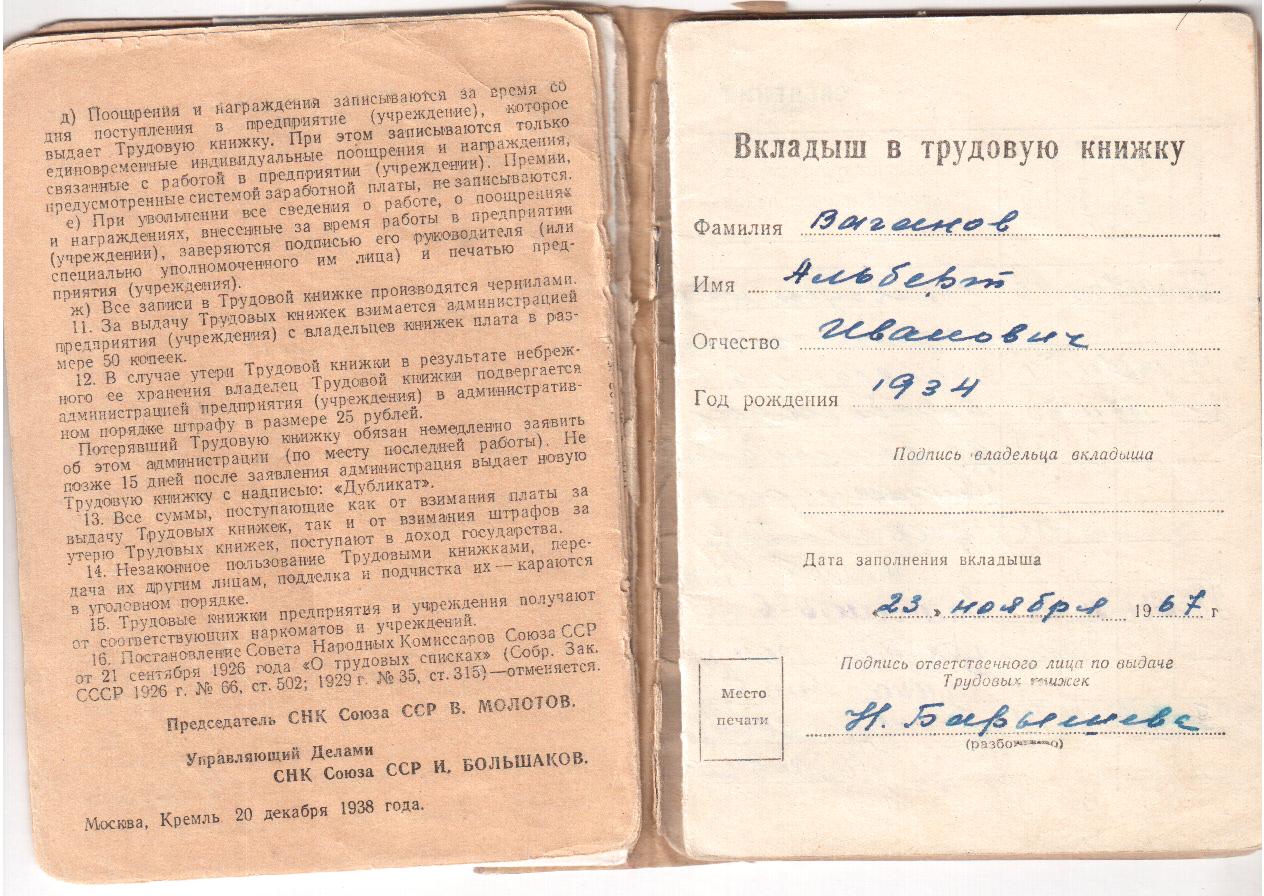 д) Поощрения и награждения записываются за время со
дня поступления в предприятие (учреждение), которое
выдает Трудовую книжку. При этом записываются только
единовременные индивидуальные поощрения и награждения,
связанные с работой в предприятии (учреждении). Премии,
предусмотренные системой заработной платы, не записываются.
е) При увольнении все сведения о работе, о поощрениях
и награждениях, внесенные за время работы в предприятии
(учреждении), заверяются подписью его руководителя (или
специально уполномоченного им лица) и печатью пред-
приятия (учреждения).
ж) Все записи в Трудовой книжке производятся чернилами.
11. За выдачу Трудовых книжек взимается администрацией
предприятия (учреждения) с владельцев книжек плата в раз-
мере 50 копеек.
12. В случае утери Трудовой книжки в результате небреж-
ного ее хранения владелец Трудовой книжки подвергается
администрацией предприятия (учреждения) в административ-
ном порядке штрафу в размере 25 рублей.
Потерявший Трудовую книжку обязан немедленно заявить
об этом администрации (по месту последней работы). Не
позже 15 дней после заявления администрация выдает новую
Трудовую книжку с надписью: «Дубликат».
13. Все суммы, поступающие как от взимания платы за
выдачу Трудовых книжек, так и от взимания штрафов за
утерю Трудовых книжек, поступают в доход государства.
14. Незаконное пользование Трудовыми книжками, пере-
дача их другим лицам, подделка и подчистка их — караются
в уголовном порядке.
15. Трудовые книжки предприятия и учреждения получают
от соответствующих наркоматов и учреждений.
16. Постановление Совета Народных Комиссаров Союза ССР
от 21 сентября 1926 года «О трудовых списках» (Собр. Зак.
СССР 1926 г. № 66, ст. 502; 1929 г. № 35, ст. 315)—отменяется.
Председатель СНК Союза ССР В. МОЛОТОВ.
Управляющий Делами
СНК Союза ССР И. БОЛЬШАКОВ.
Москва, Кремль 20 декабря 1938 года.
Вкладыш в трудовую книжку
Фамилия Ваганов
Имя Альберт
Отчество Иванович
Год рождения 1934
Подпись владельца вкладыша
Дата заполнения вкладыша
«23» ноября 1967 г
Подпись ответственного лица по выдаче
Трудовых книжек
Место
печати
Н. Барышева
(разборчиво)